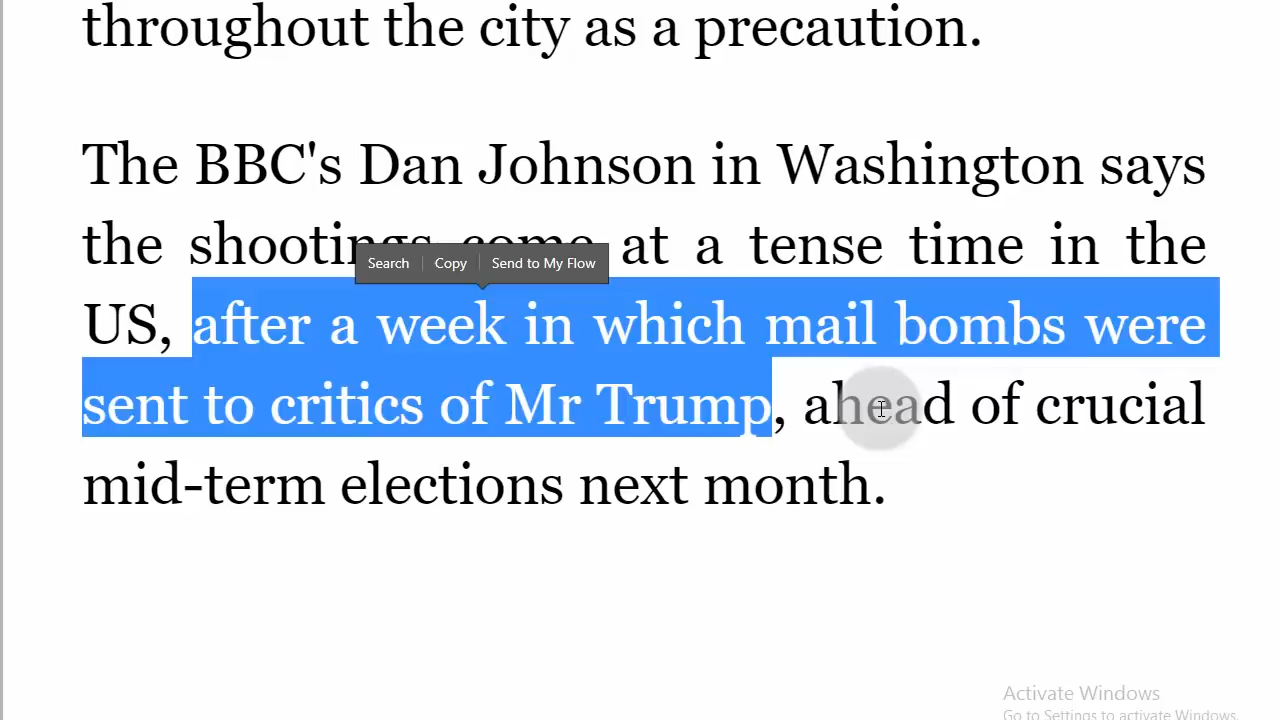 throughout the city as a precaution.
The BBC's Dan Johnson in Washington says
the shootings come at a tense time in the
Search Copy Send to My Flow
US, after a week in which mail bombs were
sent to critics of Mr Trump, ahead of crucial
mid-term elections next month.
Activate Windows
Go to Settings to activate Windows.